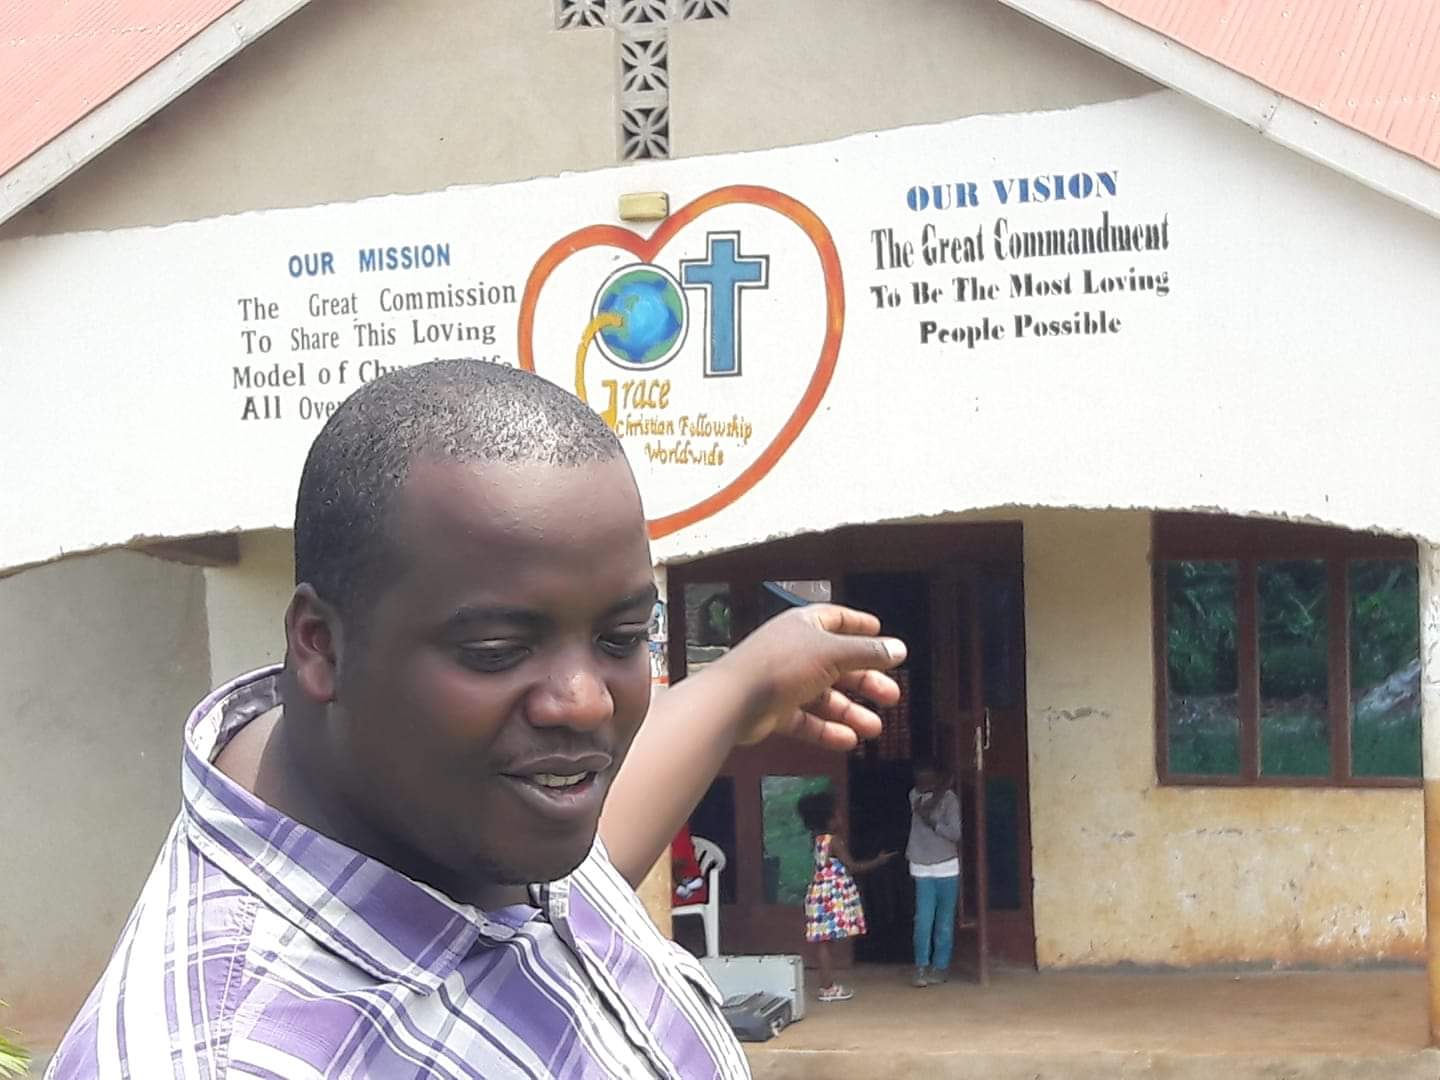 OUR MISSION
The Great Commission
To Share This Loving
Model of
All Over
Grace
Christian Fellowship
Worldwide
OUR VISION
The Great Commandment
To Be The Most Loving
People Possible